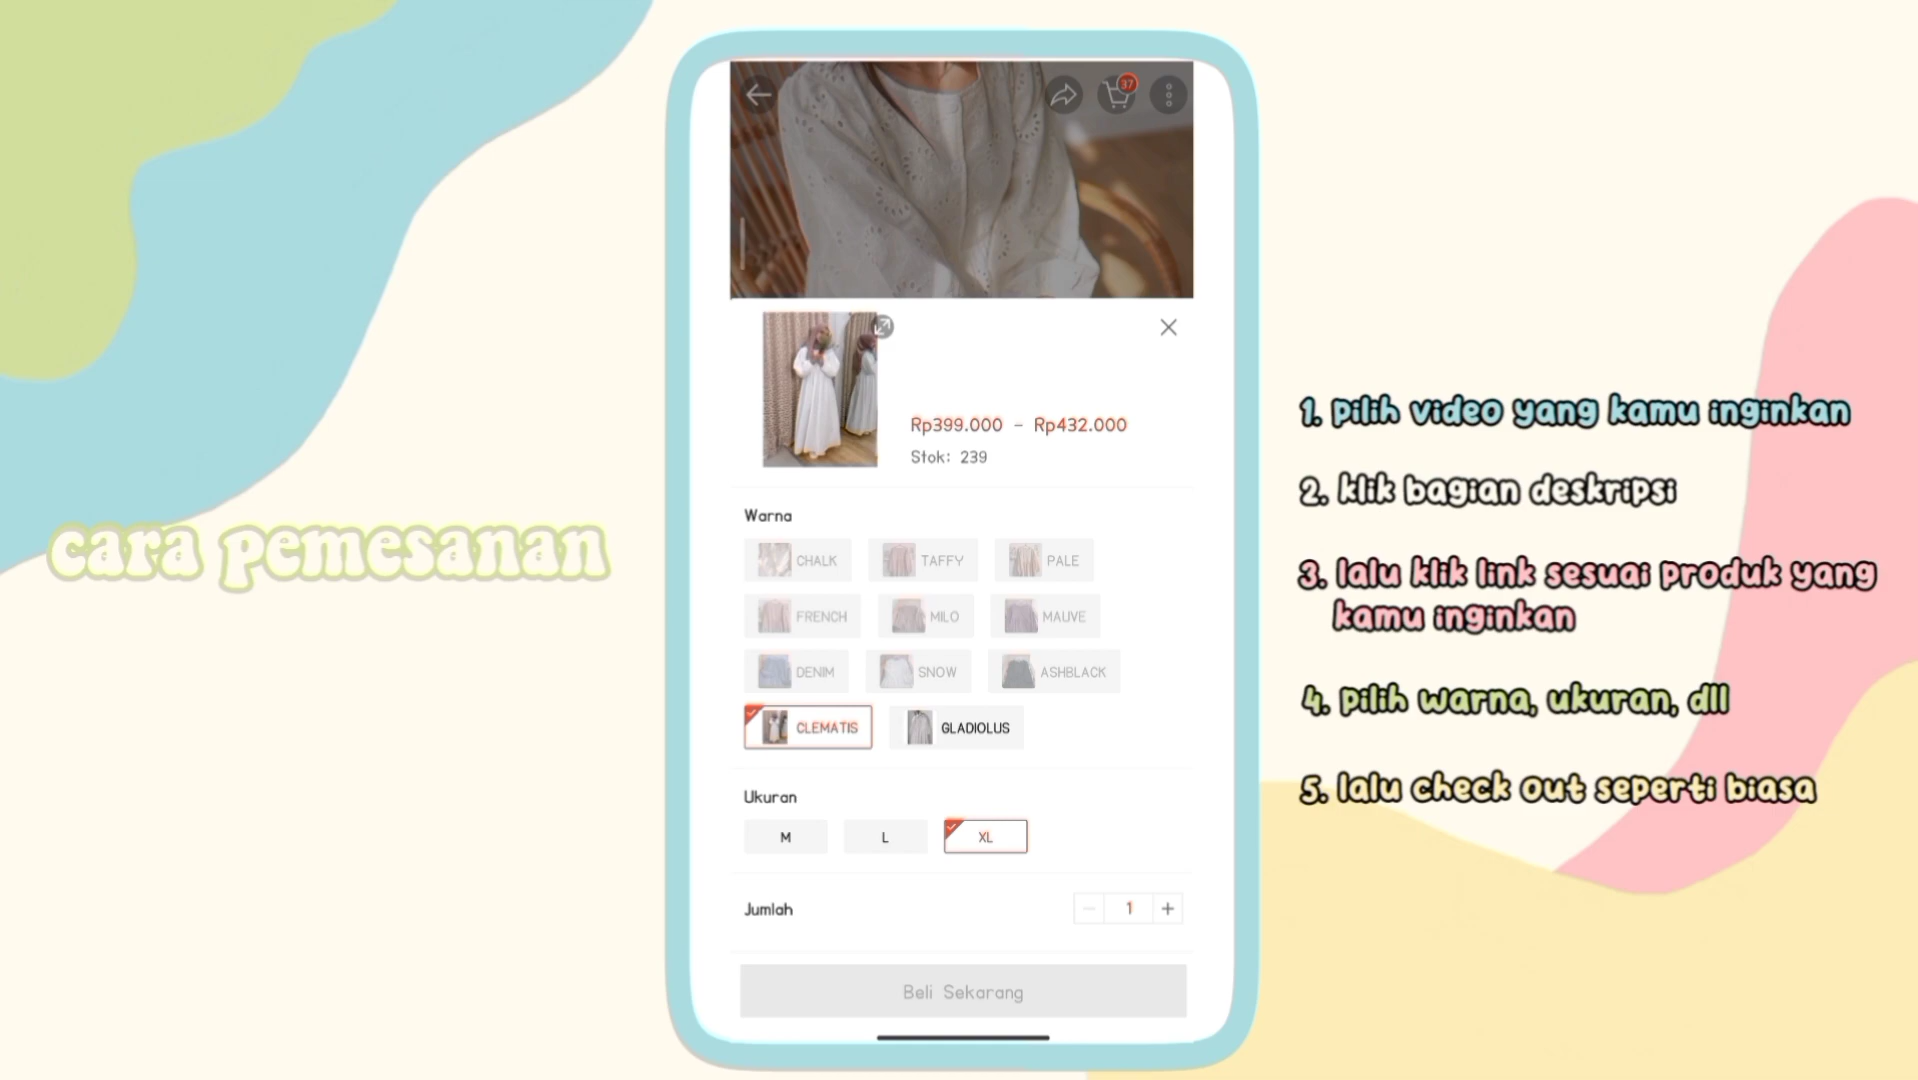 cara pemesanan
37
Rp399.000 - Rp432.000
Stok: 239
Warna
CHALK TAFFY PALE
FRENCH MILO MAUVE
DENIM SNOW ASHBLACK
CLEMATIS GLADIOLUS
Ukuran
M L XL
Jumlah 1
Beli Sekarang
1. pilih video yang kamu inginkan
2. klik bagian deskripsi
3. lalu klik link sesuai produk yang
kamu inginkan
4. pilih warna, ukuran, dll
5. lalu check out seperti biasa